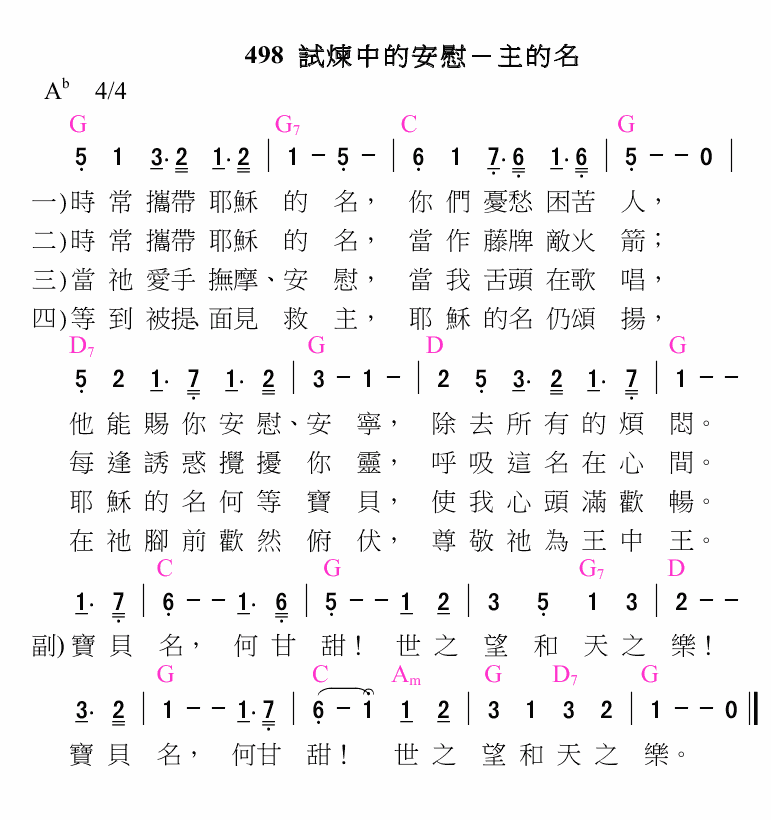 498 試煉中的安慰－主的名
A♭ 4/4
G G7 C G
5 1 3. 2 1. 2 | 1 － 5 － | 6 1 7. 6 1. 6 | 5 － － 0 |
一)時常攜帶耶穌的名，你們憂愁困苦人，
二)時常攜帶耶穌的名，當作藤牌敵火箭；
三)當祂愛手撫摩、安慰，當我舌頭在歌唱，
四)等到被提、面見救主，耶穌的名仍頌揚，
D7 G D G
5 2 1. 7 1. 2 | 3 － 1 － | 2 5 3. 2 1. 7 | 1 － －
他能賜你安慰、安寧，除去所有的煩悶。
每逢誘惑攪擾你靈，呼吸這名在心間。
耶穌的名何等寶貝，使我心頭滿歡暢。
在祂腳前歡然俯伏，尊敬祂為王中王。
C G G7 D
1. 7 | 6 － － 1. 6 | 5 － － 1 2 | 3 5 1 3 | 2 － －
副)寶貝名，何甘甜！世之望和天之樂！
G C Am G D7 G
3. 2 | 1 － － 1. 7 | 6 － 1 1 2 | 3 1 3 2 | 1 － － 0 ‖
寶貝名，何甘甜！世之望和天之樂。